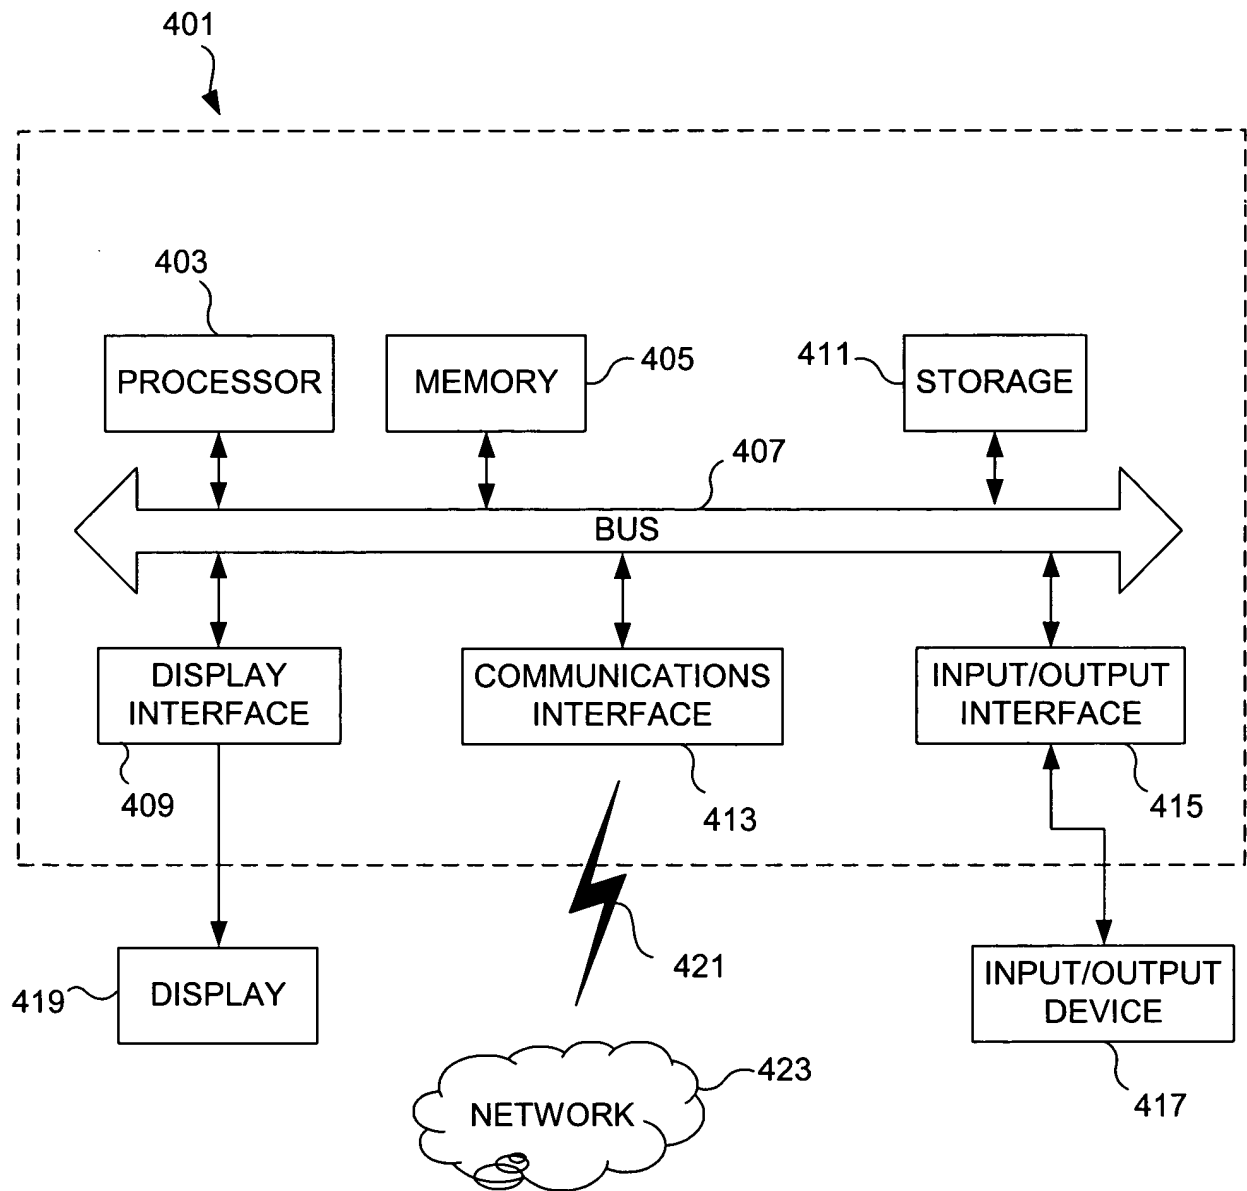 401
403
PROCESSOR
MEMORY
405
411
STORAGE
407
BUS
DISPLAY
INTERFACE
409
COMMUNICATIONS
INTERFACE
413
INPUT/OUTPUT
INTERFACE
415
421
419
DISPLAY
INPUT/OUTPUT
DEVICE
417
423
NETWORK